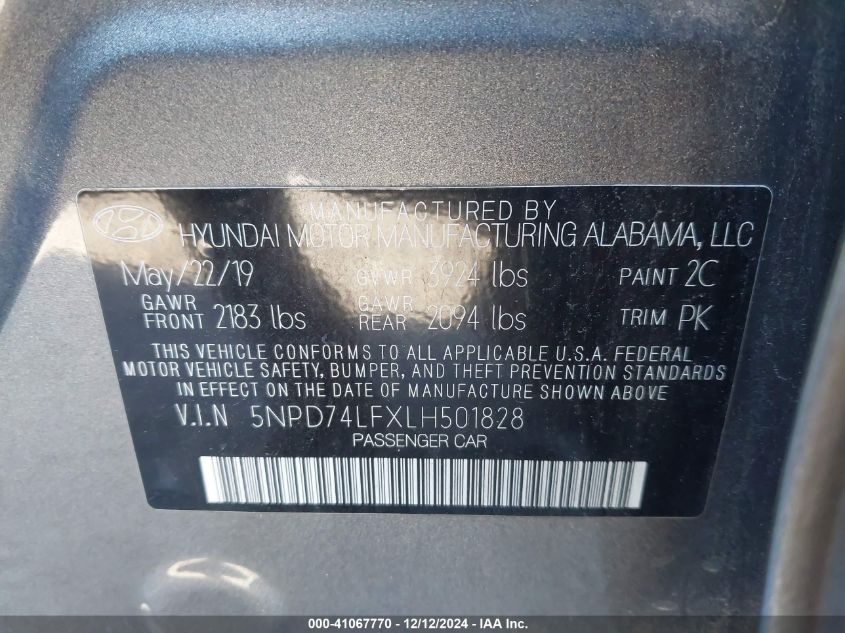 MANUFACTURED BY
HYUNDAI MOTOR MANUFACTURING ALABAMA, LLC
May/22/19 GVWR 3924 lbs PAINT 2C
GAWR FRONT 2183 lbs GAWR REAR 2094 lbs TRIM PK
THIS VEHICLE CONFORMS TO ALL APPLICABLE U.S.A. FEDERAL
MOTOR VEHICLE SAFETY, BUMPER, AND THEFT PREVENTION STANDARDS
IN EFFECT ON THE DATE OF MANUFACTURE SHOWN ABOVE
V.I.N 5NPD74LFXLH501828
PASSENGER CAR
000-41067770 - 12/12/2024 - IAA Inc.